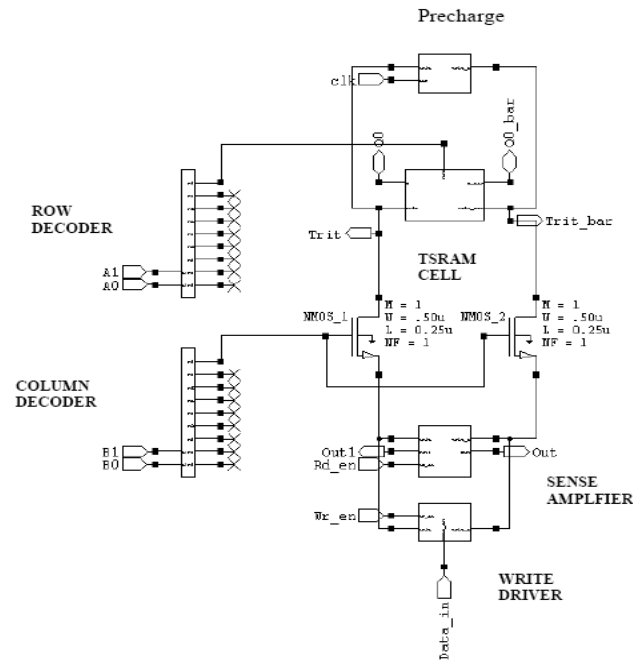 Precharge
clk
Q0
Q0_bar
ROW
DECODER
Trit
Trit_bar
TSRAM
CELL
A1
A0
NMOS_1
M = 1
W = .50u
L = 0.25u
NF = 1
NMOS_2
M = 1
W = .50u
L = 0.25u
NF = 1
COLUMN
DECODER
B1
B0
Out1
Out
Rd_en
SENSE
AMPLFIER
Wr_en
WRITE
DRIVER
Data_in